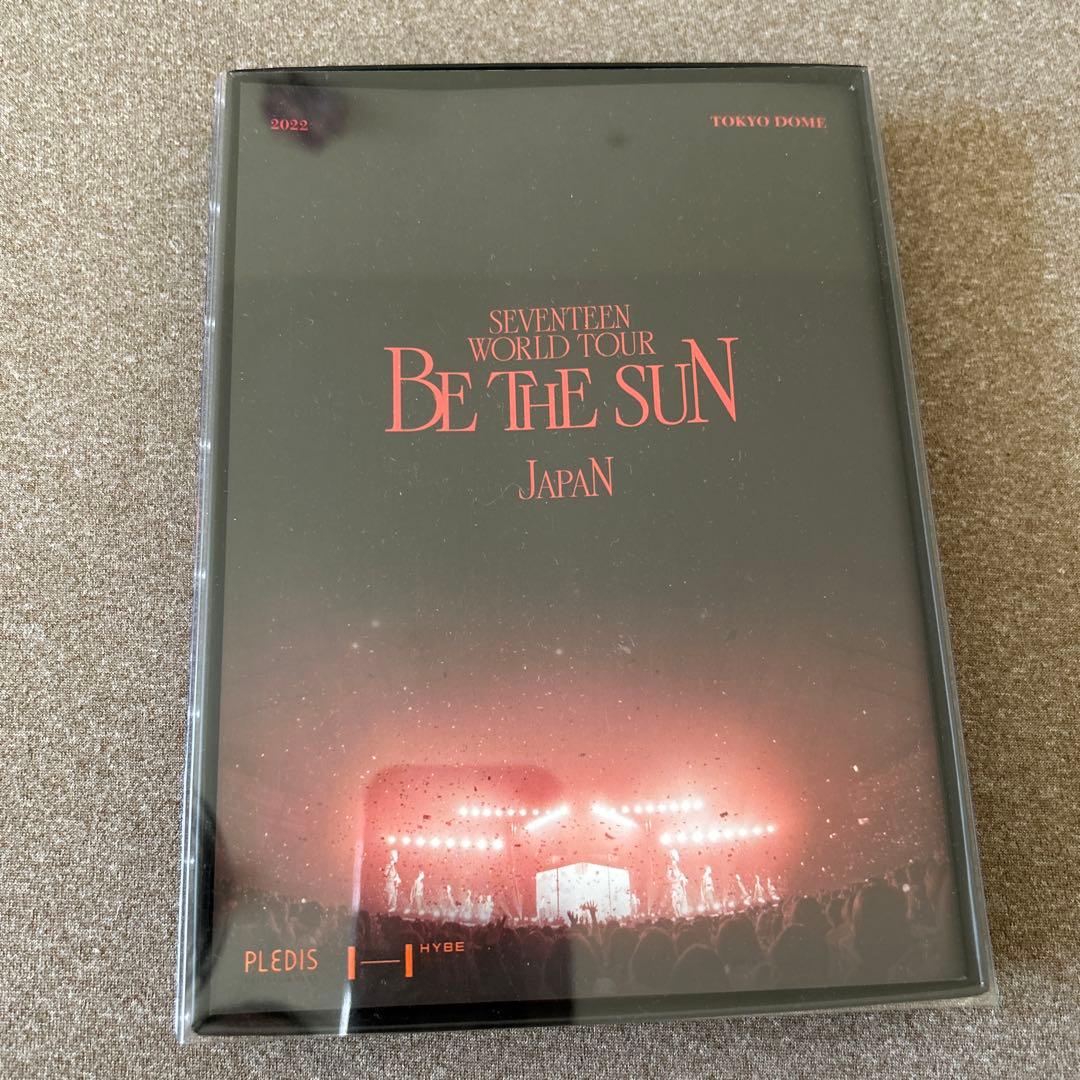 2022
TOKYO DOME
SEVENTEEN
WORLD TOUR
BE THE SUN
JAPAN
PLEDIS
HYBE